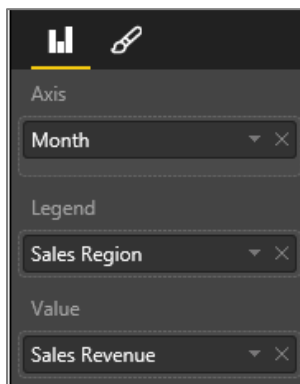 Axis
Month
Legend
Sales Region
Value
Sales Revenue